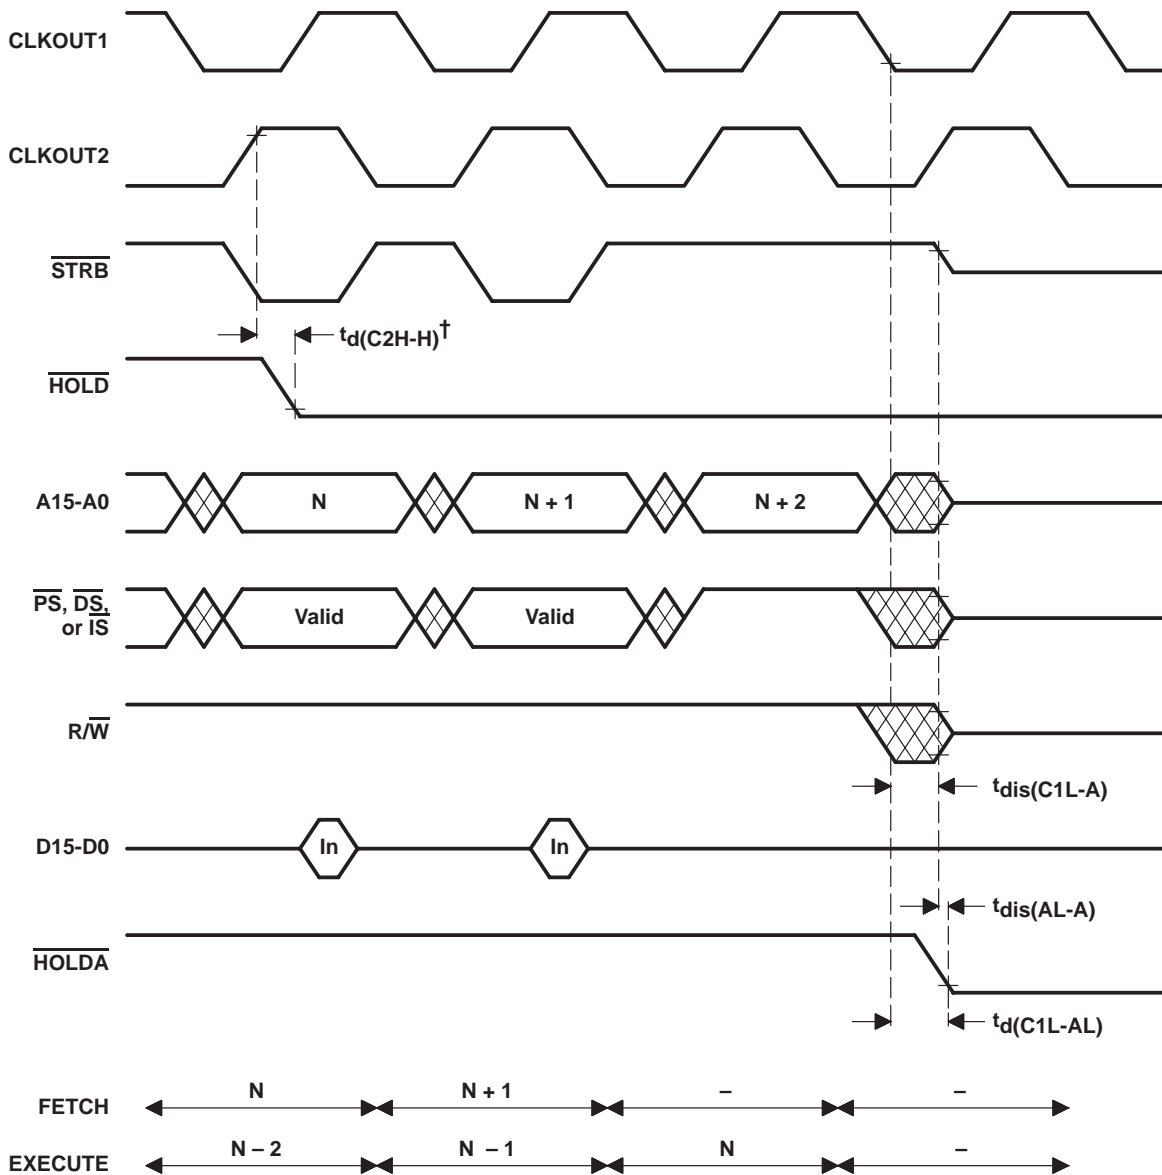 CLKOUT1
CLKOUT2
STRB
td(C2H-H)†
HOLD
A15-A0
N
N + 1
N + 2
PS, DS,
or IS
Valid
Valid
R/W
tdis(C1L-A)
D15-D0
In
In
tdis(AL-A)
HOLDA
td(C1L-AL)
FETCH
N
N + 1
–
–
EXECUTE
N – 2
N – 1
N
–